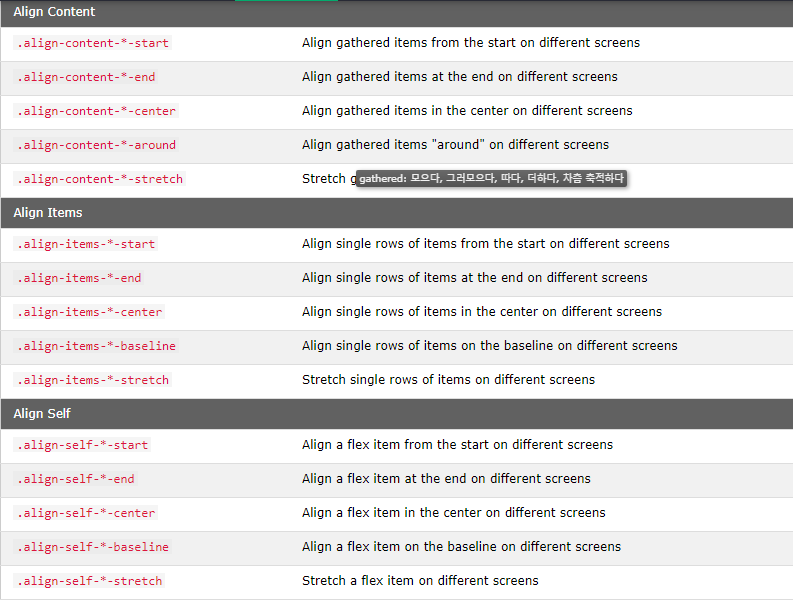 Align Content
.align-content-*-start Align gathered items from the start on different screens
.align-content-*-end Align gathered items at the end on different screens
.align-content-*-center Align gathered items in the center on different screens
.align-content-*-around Align gathered items "around" on different screens
.align-content-*-stretch Stretch g
gathered: 모으다, 그러모으다, 따다, 더하다, 차츰 축적하다
Align Items
.align-items-*-start Align single rows of items from the start on different screens
.align-items-*-end Align single rows of items at the end on different screens
.align-items-*-center Align single rows of items in the center on different screens
.align-items-*-baseline Align single rows of items on the baseline on different screens
.align-items-*-stretch Stretch single rows of items on different screens
Align Self
.align-self-*-start Align a flex item from the start on different screens
.align-self-*-end Align a flex item at the end on different screens
.align-self-*-center Align a flex item in the center on different screens
.align-self-*-baseline Align a flex item on the baseline on different screens
.align-self-*-stretch Stretch a flex item on different screens